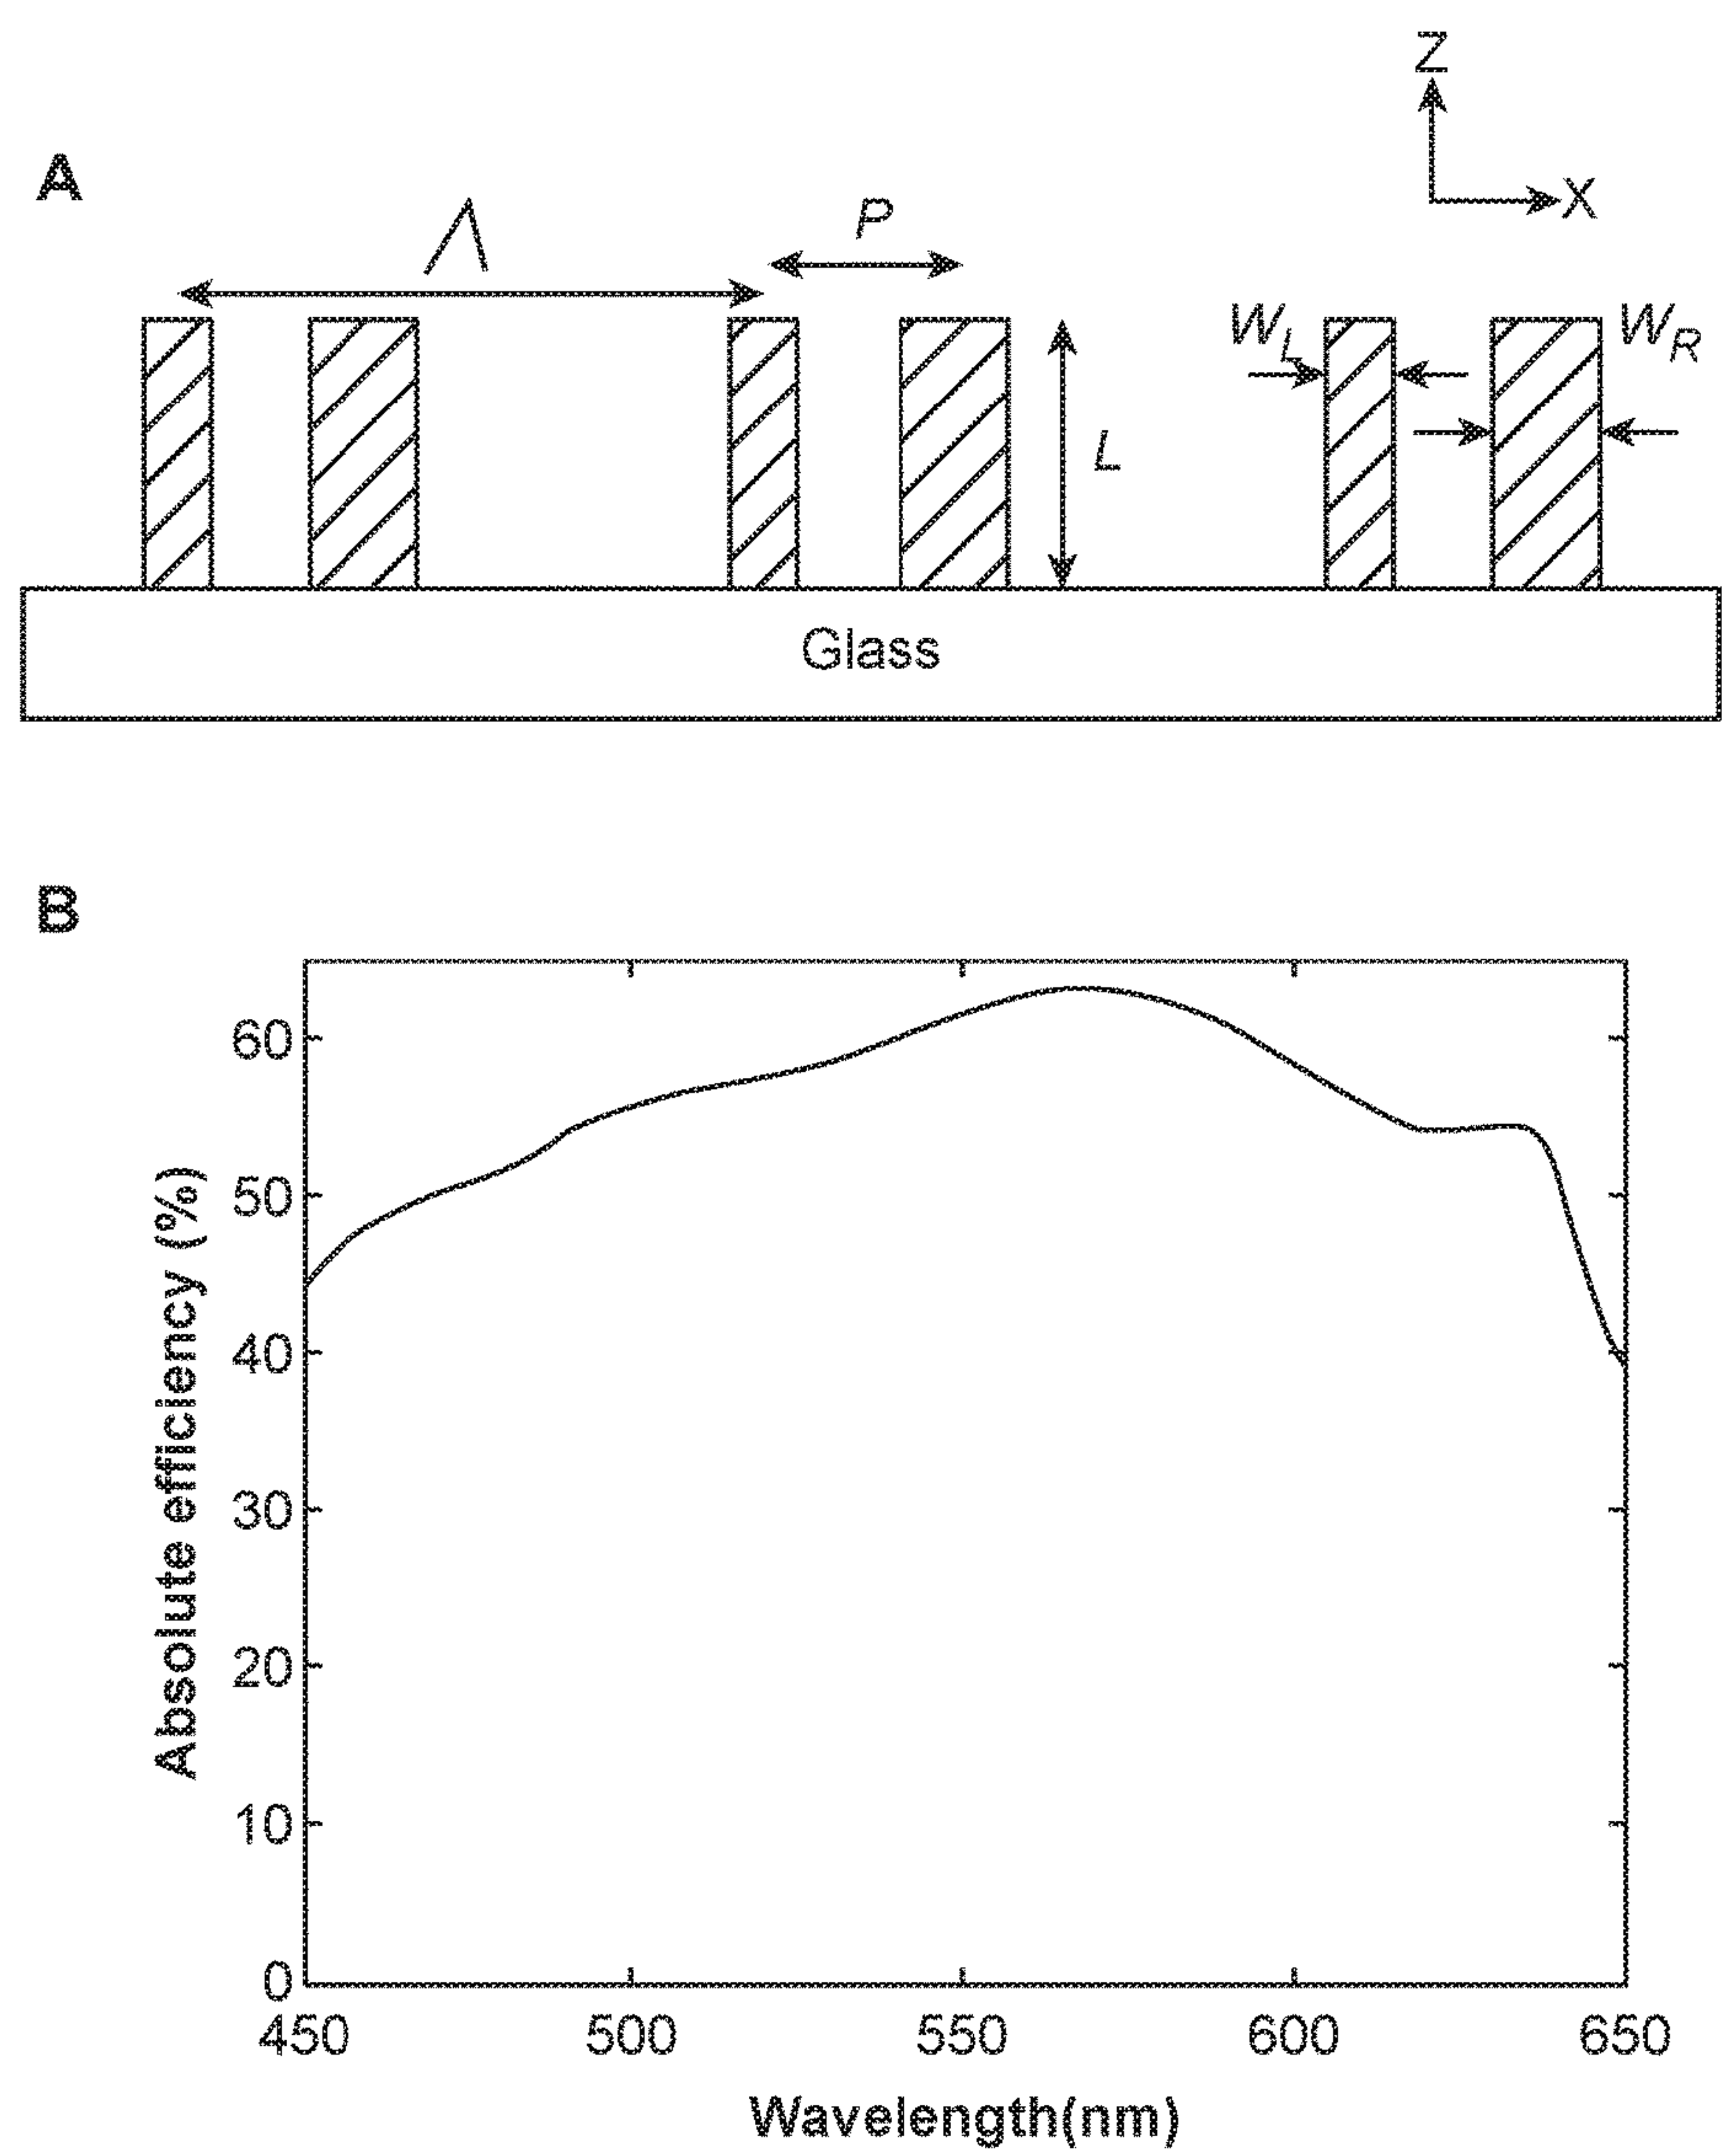 Z
A
Λ
P
X
W_L
W_R
L
Glass
B
60
50
40
30
20
10
0
Absolute efficiency (%)
450 500 550 600 650
Wavelength(nm)